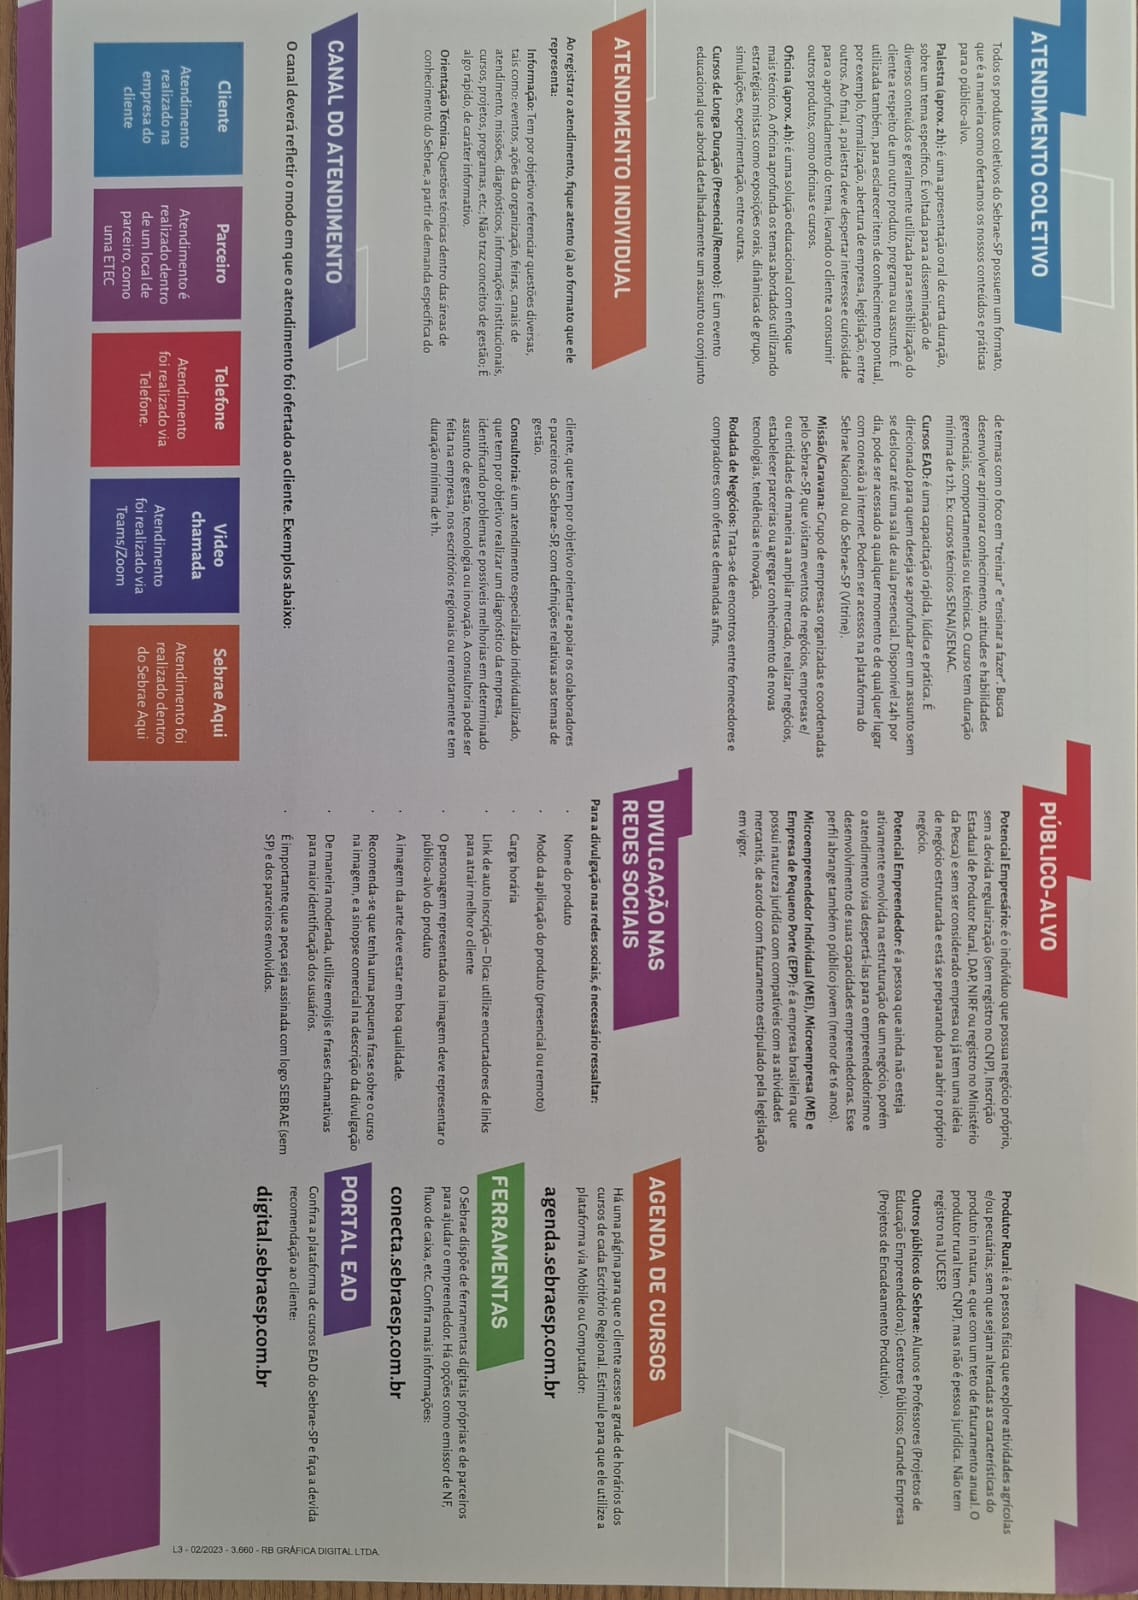 ATENDIMENTO COLETIVO
Todos os produtos coletivos do Sebrae-SP possuem um formato,
que é a maneira como ofertamos os nossos conteúdos e práticas
para o público-alvo.
Palestra (aprox. 2h): é uma apresentação oral de curta duração,
sobre um tema específico. É voltada para a disseminação de
diversos conteúdos e geralmente utilizada para sensibilização do
cliente a respeito de um outro produto, programa ou assunto. É
utilizada também, para esclarecer itens de conhecimento pontual,
por exemplo, formalização, abertura de empresa, legislação, entre
outros. Ao final, a palestra deve despertar interesse e curiosidade
para o aprofundamento do tema, levando o cliente a consumir
outros produtos, como oficinas e cursos.
Oficina (aprox. 4h): é uma solução educacional com enfoque
mais técnico. A oficina aprofunda os temas abordados utilizando
estratégias mistas como exposições orais, dinâmicas de grupo,
simulações, experimentação, entre outras.
Cursos de Longa Duração (Presencial/Remoto): É um evento
educacional que aborda detalhadamente um assunto ou conjunto
de temas com o foco em "treinar" e "ensinar a fazer". Busca
desenvolver aprimorar conhecimento, atitudes e habilidades
gerenciais, comportamentais ou técnicas. O curso tem duração
mínima de 12h. Ex: cursos técnicos SENAI/SENAC.
Cursos EAD: é uma capacitação rápida, lúdica e prática. É
direcionado para quem deseja se aprofundar em um assunto sem
se deslocar até uma sala de aula presencial. Disponível 24h por
dia, pode ser acessado a qualquer momento e de qualquer lugar
com conexão à internet. Podem ser acessos na plataforma do
Sebrae Nacional ou do Sebrae-SP (Vitrine).
Missão/Caravana: Grupo de empresas organizadas e coordenadas
pelo Sebrae-SP, que visitam eventos de negócios, empresas e/
ou entidades de maneira a ampliar mercado, realizar negócios,
estabelecer parcerias ou agregar conhecimento de novas
tecnologias, tendências e inovação.
Rodada de Negócios: Trata-se de encontros entre fornecedores e
compradores com ofertas e demandas afins.
ATENDIMENTO INDIVIDUAL
Ao registrar o atendimento, fique atento (a) ao formato que ele
representa:
Informação: Tem por objetivo referenciar questões diversas,
tais como: eventos, ações da organização, feiras, canais de
atendimento, missões, diagnósticos, informações institucionais,
cursos, projetos, programas, etc.; Não traz conceitos de gestão; É
algo rápido, de caráter informativo.
Orientação Técnica: Questões técnicas dentro das áreas de
conhecimento do Sebrae, a partir de demanda específica do
cliente, que tem por objetivo orientar e apoiar os colaboradores
e parceiros do Sebrae-SP, com definições relativas aos temas de
gestão.
Consultoria: é um atendimento especializado individualizado,
que tem por objetivo realizar um diagnóstico da empresa,
identificando problemas e possíveis melhorias em determinado
assunto de gestão, tecnologia ou inovação. A consultoria pode ser
feita na empresa, nos escritórios regionais ou remotamente e tem
duração mínima de 1h.
CANAL DO ATENDIMENTO
O canal deverá refletir o modo em que o atendimento foi ofertado ao cliente. Exemplos abaixo:
Cliente
Atendimento
realizado na
empresa do
cliente
Parceiro
Atendimento é
realizado dentro
de um local de
parceiro, como
uma ETEC
Telefone
Atendimento
foi realizado via
Telefone.
Video
chamada
Atendimento
foi realizado via
Teams/Zoom
Sebrae Aqui
Atendimento foi
realizado dentro
do Sebrae Aqui
PÚBLICO-ALVO
Potencial Empresário: é o indivíduo que possua negócio próprio,
sem a devida regularização (sem registro no CNPJ, Inscrição
Estadual de Produtor Rural, DAP, NIRF ou registro no Ministério
da Pesca) e sem ser considerado empresa ou já tem uma ideia
de negócio estruturada e está se preparando para abrir o próprio
negócio.
Potencial Empreendedor: é a pessoa que ainda não esteja
ativamente envolvida na estruturação de um negócio, porém
o atendimento visa despertá-las para o empreendedorismo e
desenvolvimento de suas capacidades empreendedoras. Esse
perfil abrange também o público jovem (menor de 16 anos).
Microempreendedor Individual (MEI), Microempresa (ME) e
Empresa de Pequeno Porte (EPP): é a empresa brasileira que
possui natureza jurídica com compatíveis com as atividades
mercantis, de acordo com faturamento estipulado pela legislação
em vigor.
Produtor Rural: é a pessoa física que explore atividades agrícolas
e/ou pecuárias, sem que sejam alteradas as características do
produto in natura, e que com um teto de faturamento anual. O
produtor rural tem CNPJ, mas não é pessoa jurídica. Não tem
registro na JUCESP.
Outros públicos do Sebrae: Alunos e Professores (Projetos de
Educação Empreendedora); Gestores Públicos; Grande Empresa
(Projetos de Encadeamento Produtivo).
DIVULGAÇÃO NAS
REDES SOCIAIS
Para a divulgação nas redes sociais, é necessário ressaltar:
· Nome do produto
· Modo da aplicação do produto (presencial ou remoto)
· Carga horária
· Link de auto inscrição – Dica: utilize encurtadores de links
para atrair melhor o cliente
· O personagem representado na imagem deve representar o
público-alvo do produto
· A imagem da arte deve estar em boa qualidade.
· Recomenda-se que tenha uma pequena frase sobre o curso
na imagem, e a sinopse comercial na descrição da divulgação
· De maneira moderada, utilize emojis e frases chamativas
para maior identificação dos usuários.
· É importante que a peça seja assinada com logo SEBRAE (sem
SP) e dos parceiros envolvidos.
AGENDA DE CURSOS
Há uma página para que o cliente acesse a grade de horários dos
cursos de cada Escritório Regional. Estimule para que ele utilize a
plataforma via Mobile ou Computador:
agenda.sebraesp.com.br
FERRAMENTAS
O Sebrae dispõe de ferramentas digitais próprias e de parceiros
para ajudar o empreendedor. Há opções como emissor de NF,
fluxo de caixa, etc. Confira mais informações:
conecta.sebraesp.com.br
PORTAL EAD
Confira a plataforma de cursos EAD do Sebrae-SP e faça a devida
recomendação ao cliente:
digital.sebraesp.com.br
L3 - 02/2023 - 3.660 - RB GRÁFICA DIGITAL LTDA.